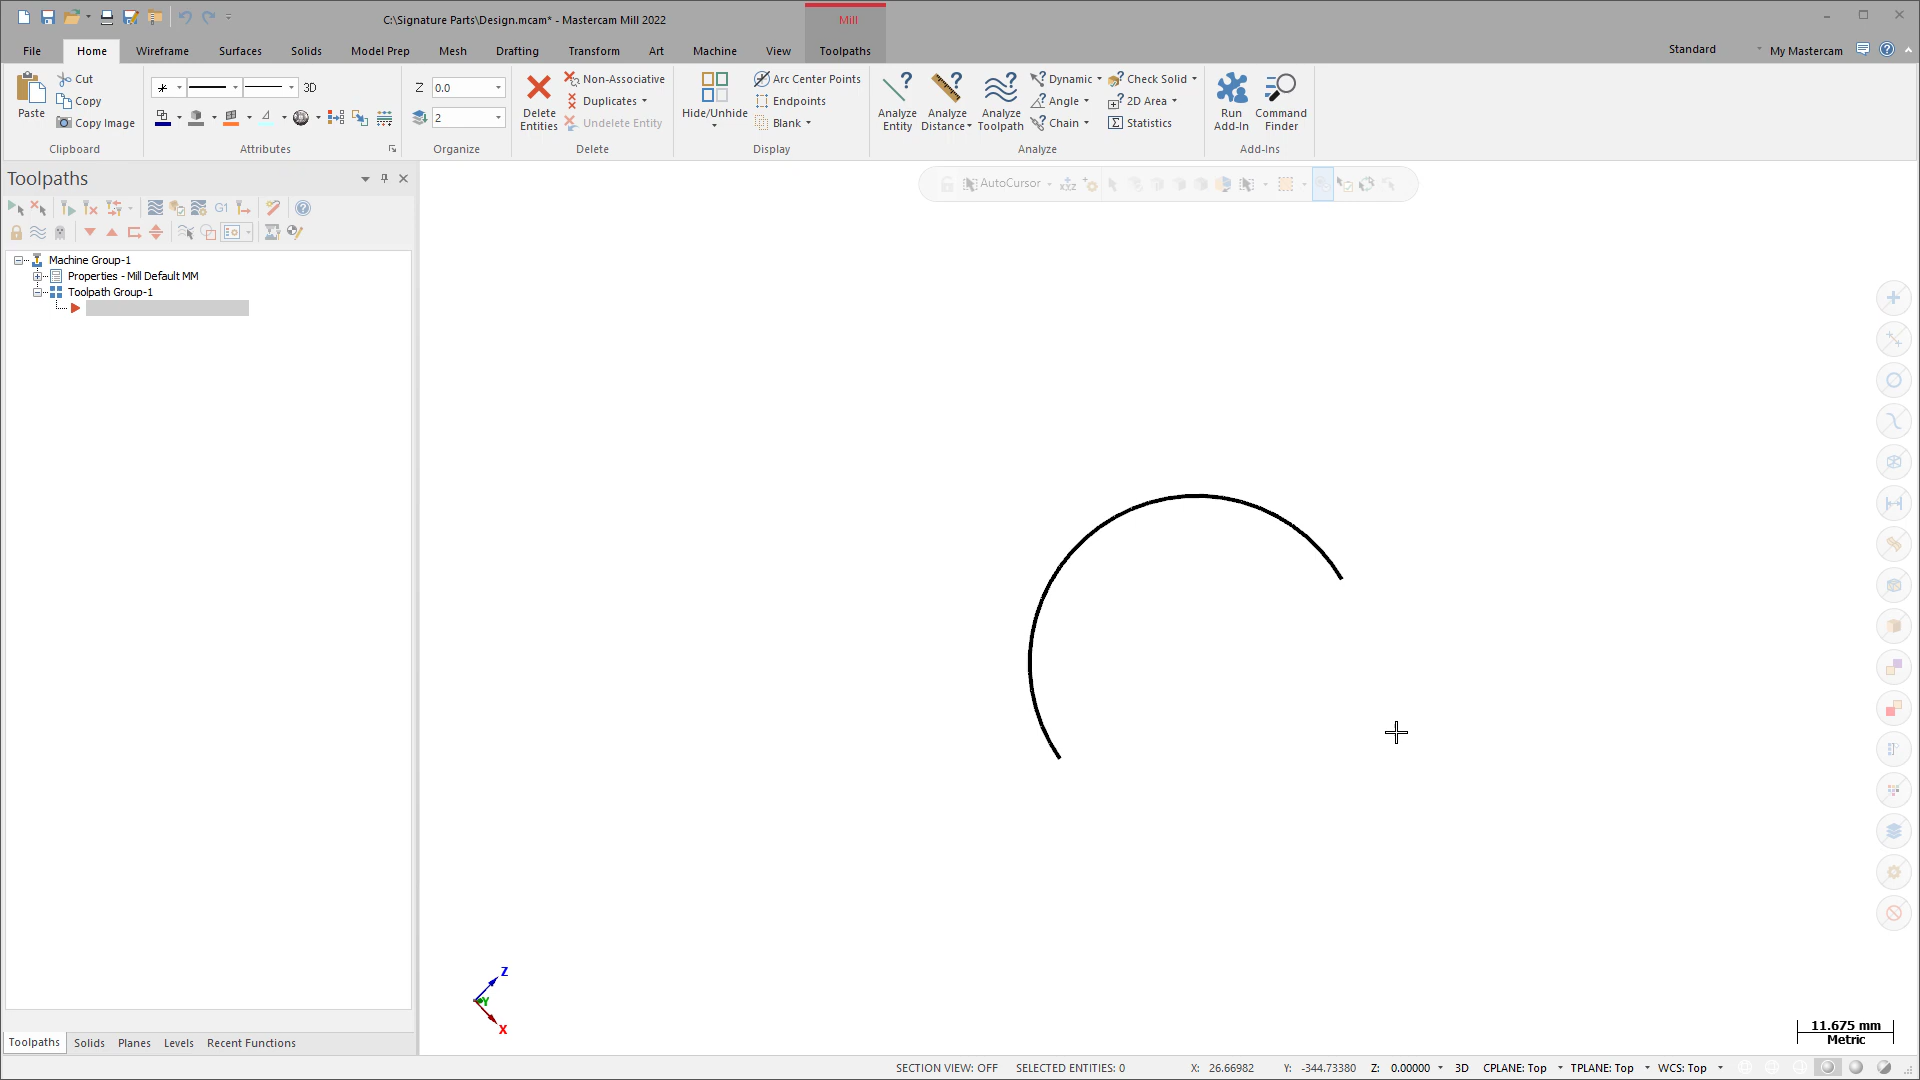 C:\Signature Parts\Design.mcam* - Mastercam Mill 2022
Mill
File Home Wireframe Surfaces Solids Model Prep Mesh Drafting Transform Art Machine View Toolpaths
Standard My Mastercam
Paste
Cut
Copy
Copy Image
Clipboard
3D
Attributes
Z 0.0
2
Organize
Delete Entities
Non-Associative
Duplicates
Undelete Entity
Delete
Hide/Unhide
Arc Center Points
Endpoints
Blank
Display
Analyze Entity
Analyze Distance
Analyze Toolpath
Dynamic
Angle
Chain
Check Solid
2D Area
Statistics
Analyze
Run Add-In
Command Finder
Add-Ins
Toolpaths
AutoCursor
G1
Machine Group-1
Properties - Mill Default MM
Toolpath Group-1
Z
Y
X
11.675 mm
Metric
Toolpaths Solids Planes Levels Recent Functions
SECTION VIEW: OFF SELECTED ENTITIES: 0 X: 26.66982 Y: -344.73380 Z: 0.00000 3D CPLANE: Top TPLANE: Top WCS: Top